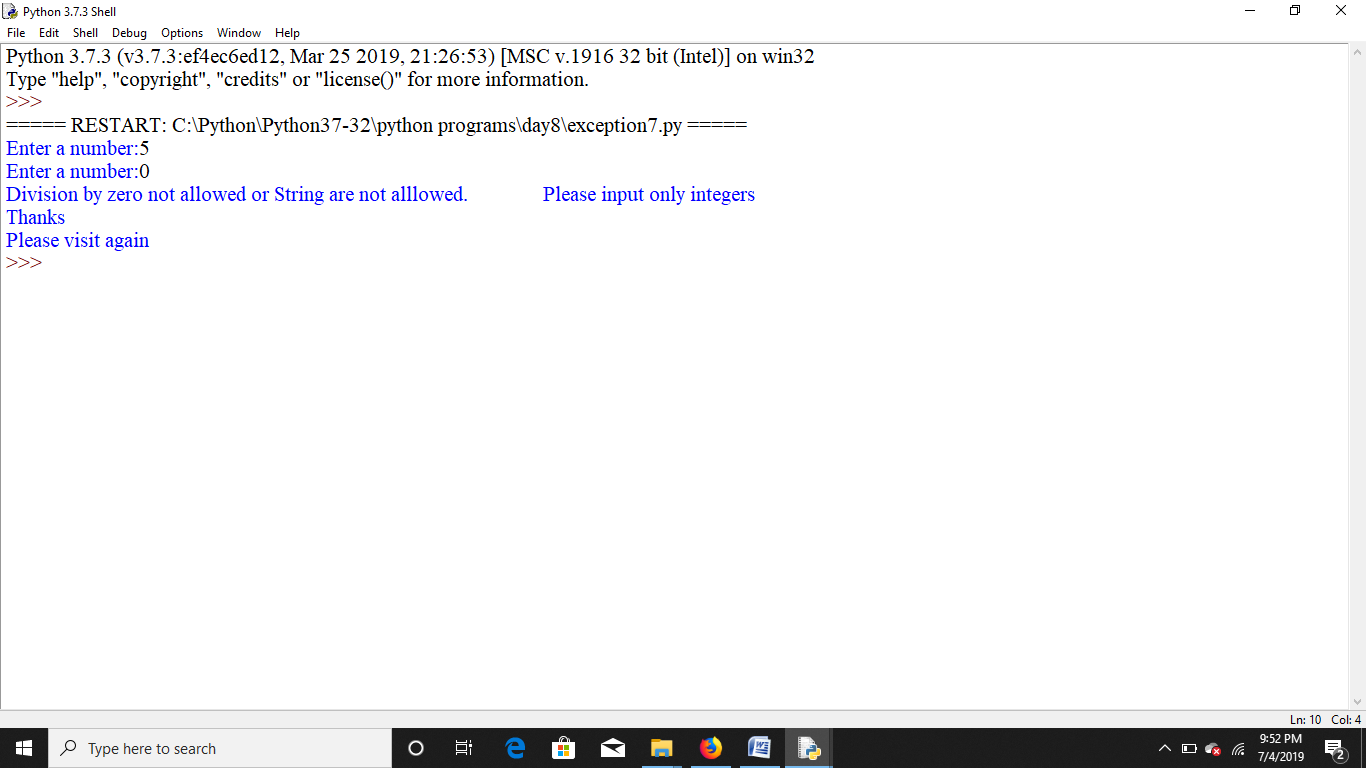 Python 3.7.3 Shell
File Edit Shell Debug Options Window Help
Python 3.7.3 (v3.7.3:ef4ec6ed12, Mar 25 2019, 21:26:53) [MSC v.1916 32 bit (Intel)] on win32
Type "help", "copyright", "credits" or "license()" for more information.
>>>
===== RESTART: C:\Python\Python37-32\python programs\day8\exception7.py =====
Enter a number:5
Enter a number:0
Division by zero not allowed or String are not alllowed. Please input only integers
Thanks
Please visit again
>>>
Ln: 10 Col: 4
Type here to search
9:52 PM
7/4/2019
2